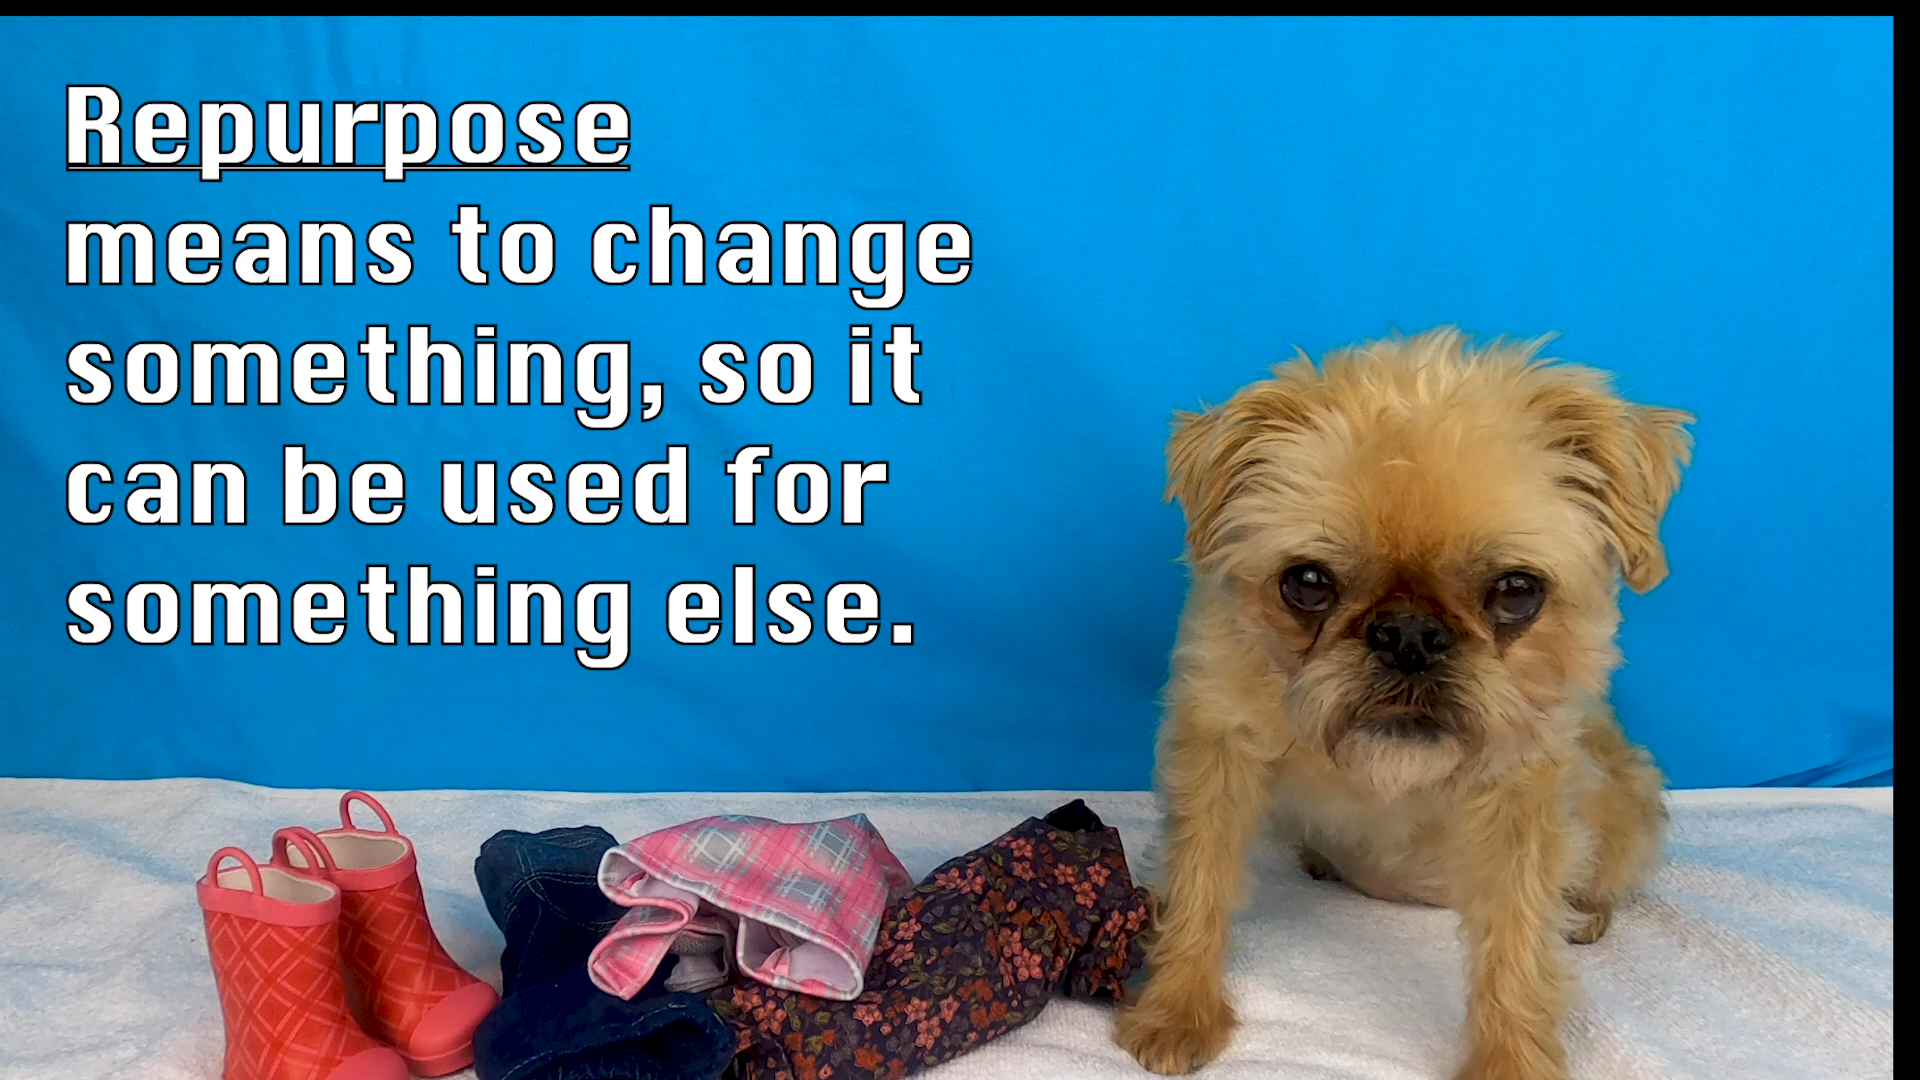 Repurpose
means to change
something, so it
can be used for
something else.